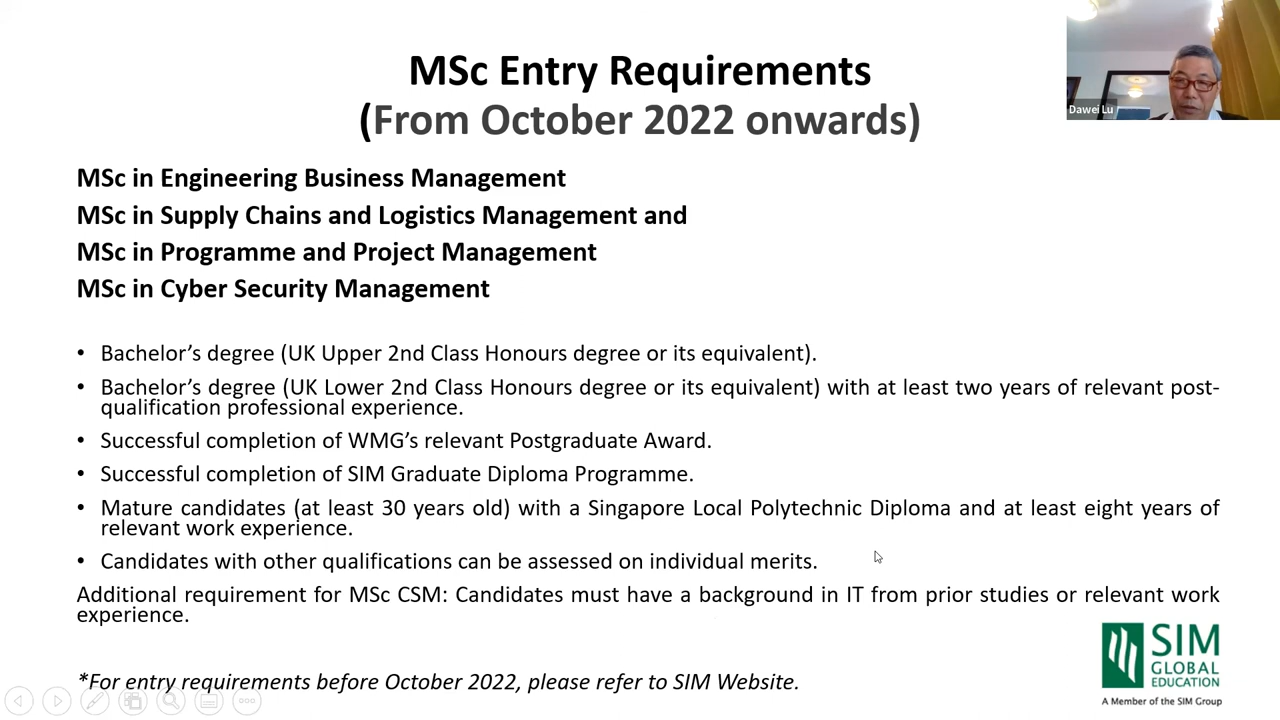 MSc Entry Requirements
(From October 2022 onwards)
Dawei Lu
MSc in Engineering Business Management
MSc in Supply Chains and Logistics Management and
MSc in Programme and Project Management
MSc in Cyber Security Management
• Bachelor’s degree (UK Upper 2nd Class Honours degree or its equivalent).
• Bachelor’s degree (UK Lower 2nd Class Honours degree or its equivalent) with at least two years of relevant post-
qualification professional experience.
• Successful completion of WMG’s relevant Postgraduate Award.
• Successful completion of SIM Graduate Diploma Programme.
• Mature candidates (at least 30 years old) with a Singapore Local Polytechnic Diploma and at least eight years of
relevant work experience.
• Candidates with other qualifications can be assessed on individual merits.
Additional requirement for MSc CSM: Candidates must have a background in IT from prior studies or relevant work
experience.
*For entry requirements before October 2022, please refer to SIM Website.
SIM
GLOBAL
EDUCATION
A Member of the SIM Group